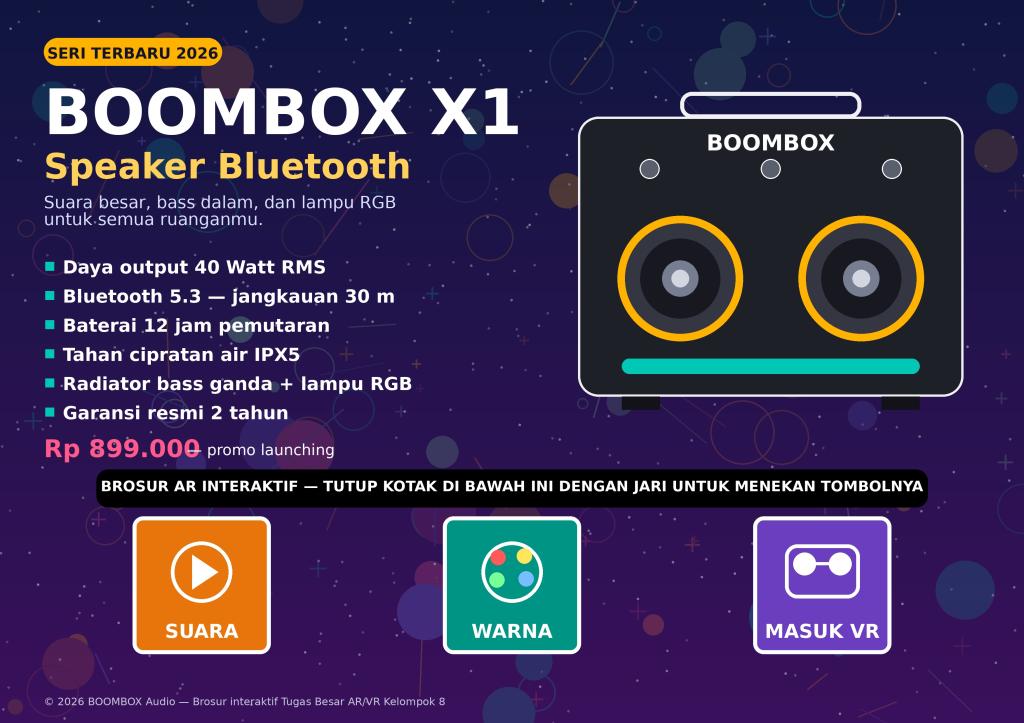 SERI TERBARU 2026
BOOMBOX X1
Speaker Bluetooth
Suara besar, bass dalam, dan lampu RGB
untuk semua ruanganmu.
Daya output 40 Watt RMS
Bluetooth 5.3 — jangkauan 30 m
Baterai 12 jam pemutaran
Tahan cipratan air IPX5
Radiator bass ganda + lampu RGB
Garansi resmi 2 tahun
Rp 899.000 — promo launching
BOOMBOX
BROSUR AR INTERAKTIF — TUTUP KOTAK DI BAWAH INI DENGAN JARI UNTUK MENEKAN TOMBOLNYA
SUARA
WARNA
MASUK VR
© 2026 BOOMBOX Audio — Brosur interaktif Tugas Besar AR/VR Kelompok 8